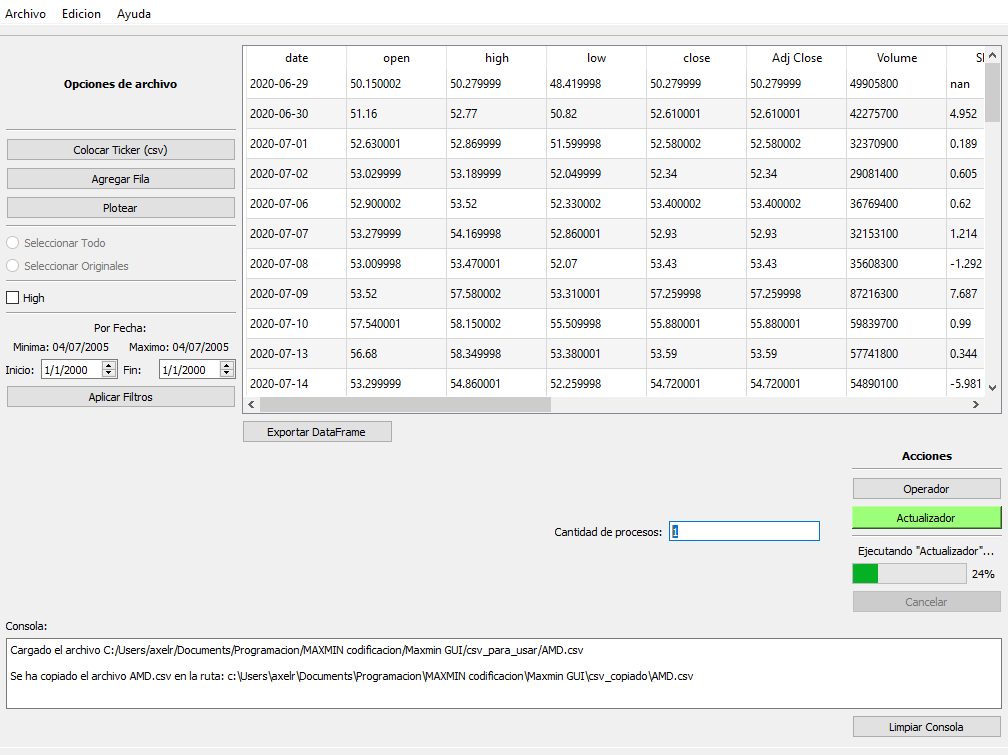 Archivo Edicion Ayuda
Opciones de archivo
Colocar Ticker (csv)
Agregar Fila
Plotear
Seleccionar Todo
Seleccionar Originales
High
Por Fecha:
Minima: 04/07/2005 Maximo: 04/07/2005
Inicio: 1/1/2000 Fin: 1/1/2000
Aplicar Filtros
date open high low close Adj Close Volume
2020-06-29 50.150002 50.279999 48.419998 50.279999 50.279999 49905800 nan
2020-06-30 51.16 52.77 50.82 52.610001 52.610001 42275700 4.952
2020-07-01 52.630001 52.869999 51.599998 52.580002 52.580002 32370900 0.189
2020-07-02 53.029999 53.189999 52.049999 52.34 52.34 29081400 0.605
2020-07-06 52.900002 53.52 52.330002 53.400002 53.400002 36769400 0.62
2020-07-07 53.279999 54.169998 52.860001 52.93 52.93 32153100 1.214
2020-07-08 53.009998 53.470001 52.07 53.43 53.43 35608300 -1.292
2020-07-09 53.52 57.580002 53.310001 57.259998 57.259998 87216300 7.687
2020-07-10 57.540001 58.150002 55.509998 55.880001 55.880001 59839700 0.99
2020-07-13 56.68 58.349998 53.380001 53.59 53.59 57741800 0.344
2020-07-14 53.299999 54.860001 52.259998 54.720001 54.720001 54890100 -5.981
Exportar DataFrame
Acciones
Operador
Actualizador
Cantidad de procesos: 1
Ejecutando "Actualizador"...
24%
Cancelar
Consola:
Cargado el archivo C:/Users/axelr/Documents/Programacion/MAXMIN codificacion/Maxmin GUI/csv_para_usar/AMD.csv
Se ha copiado el archivo AMD.csv en la ruta: c:\Users\axelr\Documents\Programacion\MAXMIN codificacion\Maxmin GUI\csv_copiado\AMD.csv
Limpiar Consola